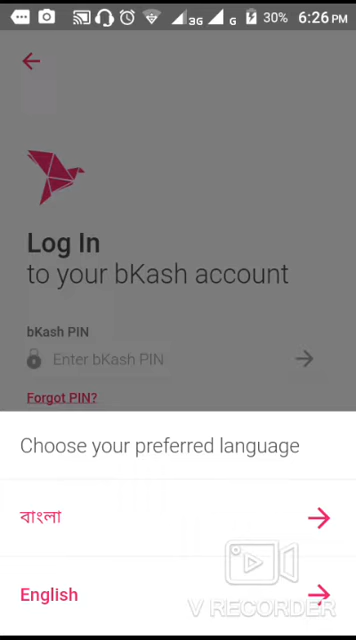 3G
G
30%
6:26 PM
Log In
to your bKash account
bKash PIN
Enter bKash PIN
Forgot PIN?
Choose your preferred language
বাংলা
English
V RECORDER